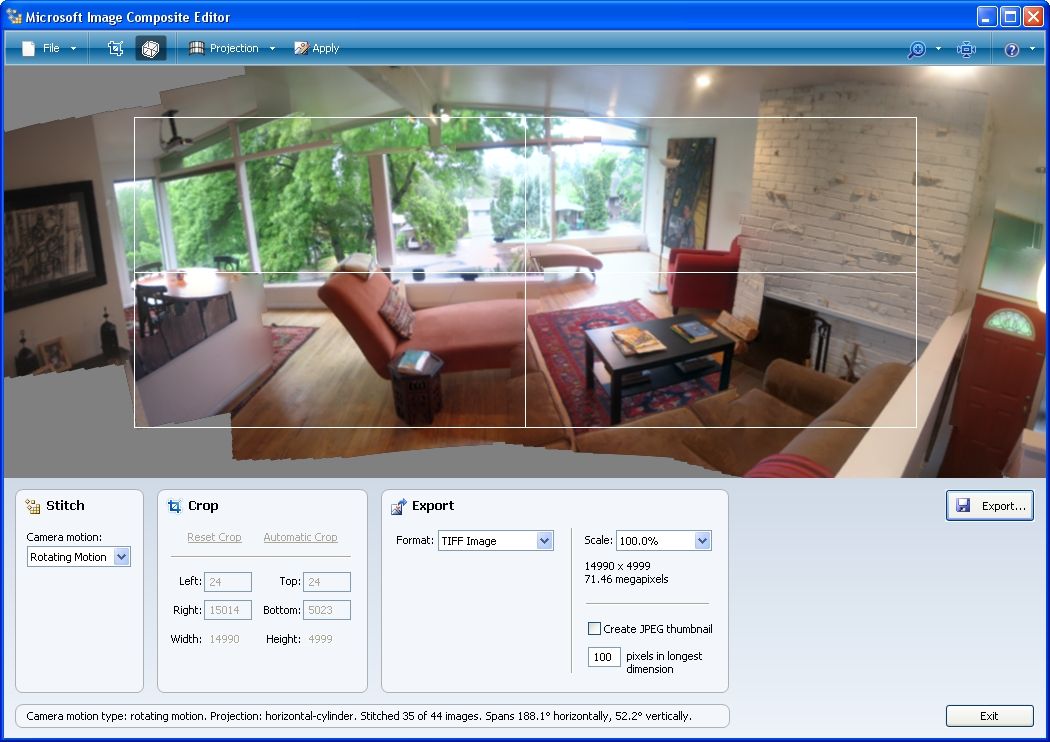 Microsoft Image Composite Editor
File
Projection
Apply
Stitch
Camera motion:
Rotating Motion
Crop
Reset Crop Automatic Crop
Left: 24 Top: 24
Right: 15014 Bottom: 5023
Width: 14990 Height: 4999
Export
Format: TIFF Image
Scale: 100.0%
14990 x 4999
71.46 megapixels
Create JPEG thumbnail
100 pixels in longest
dimension
Export...
Camera motion type: rotating motion. Projection: horizontal-cylinder. Stitched 35 of 44 images. Spans 188.1° horizontally, 52.2° vertically.
Exit